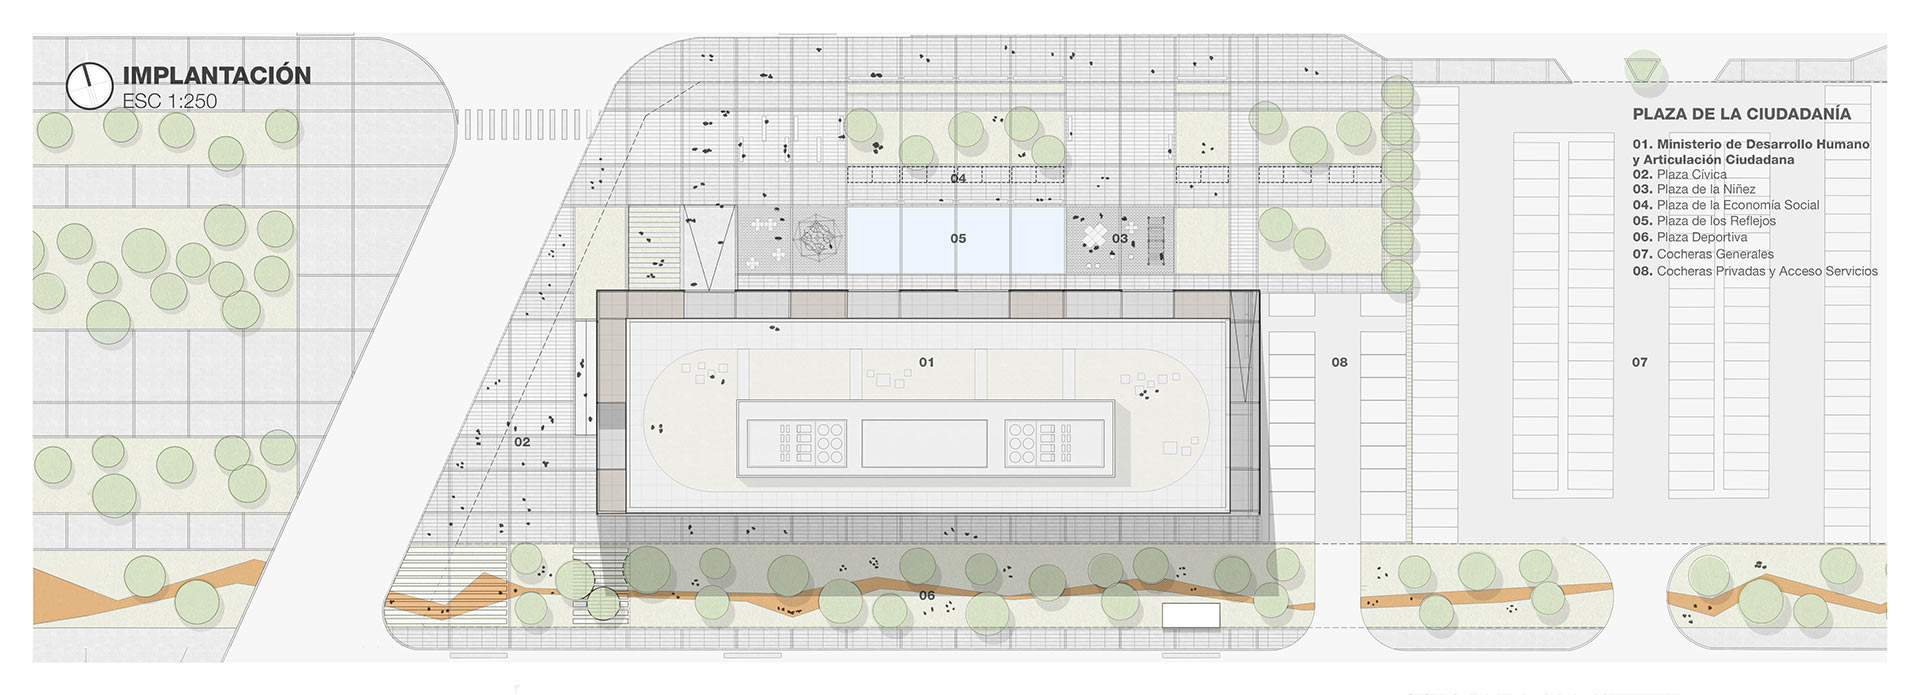 IMPLANTACIÓN
ESC 1:250
PLAZA DE LA CIUDADANÍA
01. Ministerio de Desarrollo Humano
y Articulación Ciudadana
02. Plaza Cívica
03. Plaza de la Niñez
04. Plaza de la Economía Social
05. Plaza de los Reflejos
06. Plaza Deportiva
07. Cocheras Generales
08. Cocheras Privadas y Acceso Servicios
04
05
03
01
08
07
02
06